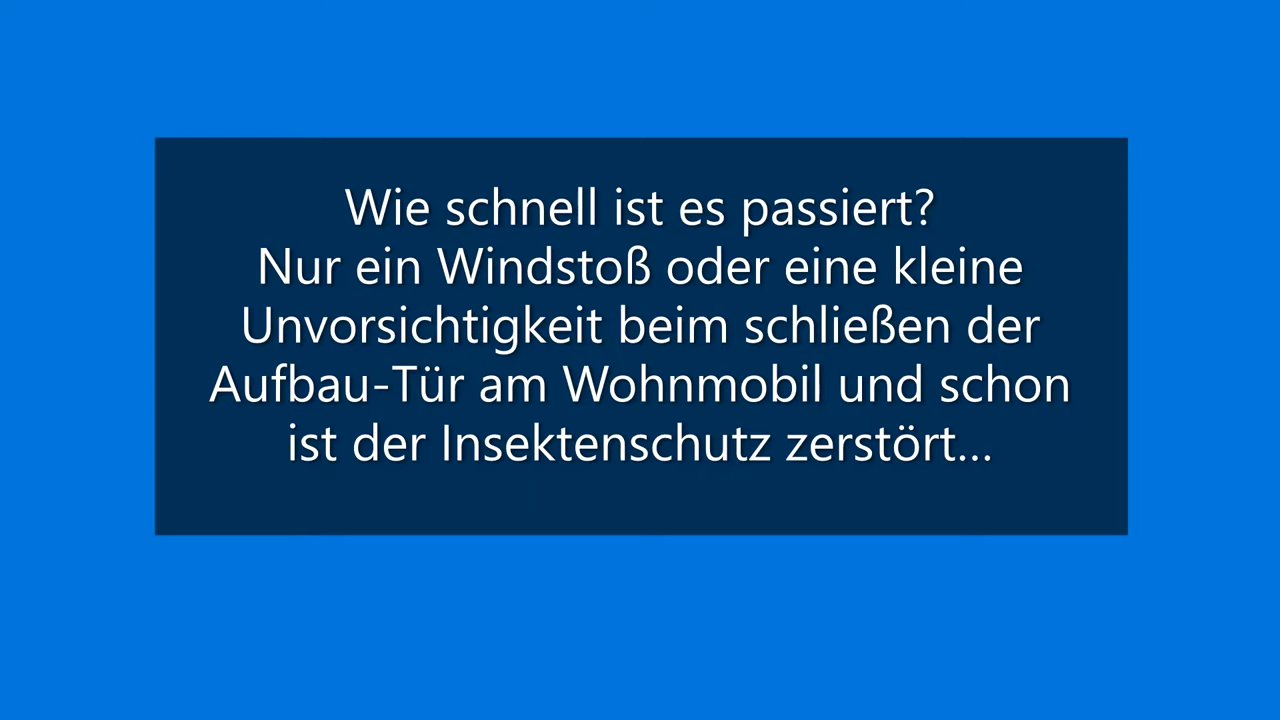 Wie schnell ist es passiert?
Nur ein Windstoß oder eine kleine
Unvorsichtigkeit beim schließen der
Aufbau-Tür am Wohnmobil und schon
ist der Insektenschutz zerstört...